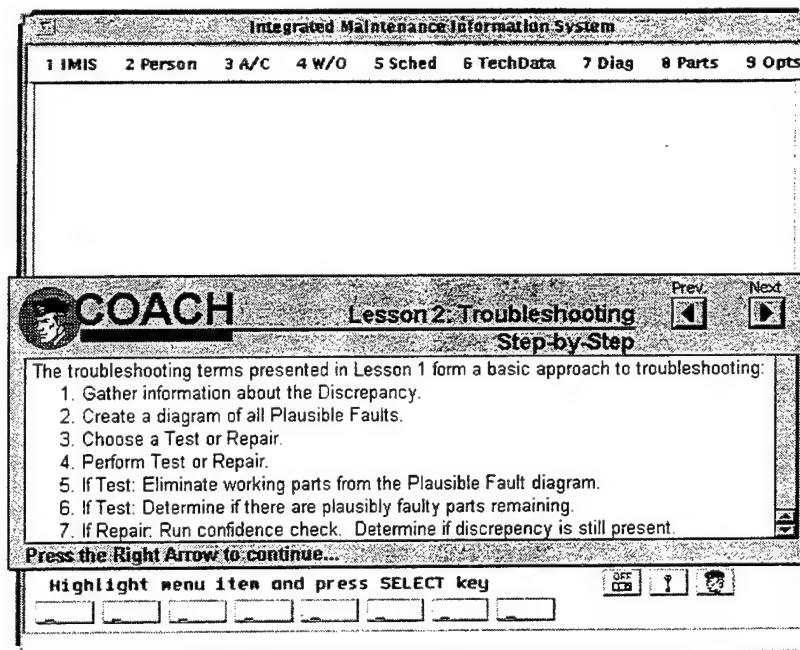 Integrated Maintenance Information System
1 IMIS 2 Person 3 A/C 4 W/O 5 Sched 6 TechData 7 Diag 8 Parts 9 Opts
Prev. Next
COACH Lesson 2: Troubleshooting
Step-by-Step
The troubleshooting terms presented in Lesson 1 form a basic approach to troubleshooting:
1. Gather information about the Discrepancy.
2. Create a diagram of all Plausible Faults.
3. Choose a Test or Repair.
4. Perform Test or Repair.
5. If Test: Eliminate working parts from the Plausible Fault diagram.
6. If Test: Determine if there are plausibly faulty parts remaining.
7. If Repair: Run confidence check. Determine if discrepency is still present.
Press the Right Arrow to continue...
Highlight menu item and press SELECT key
OFF